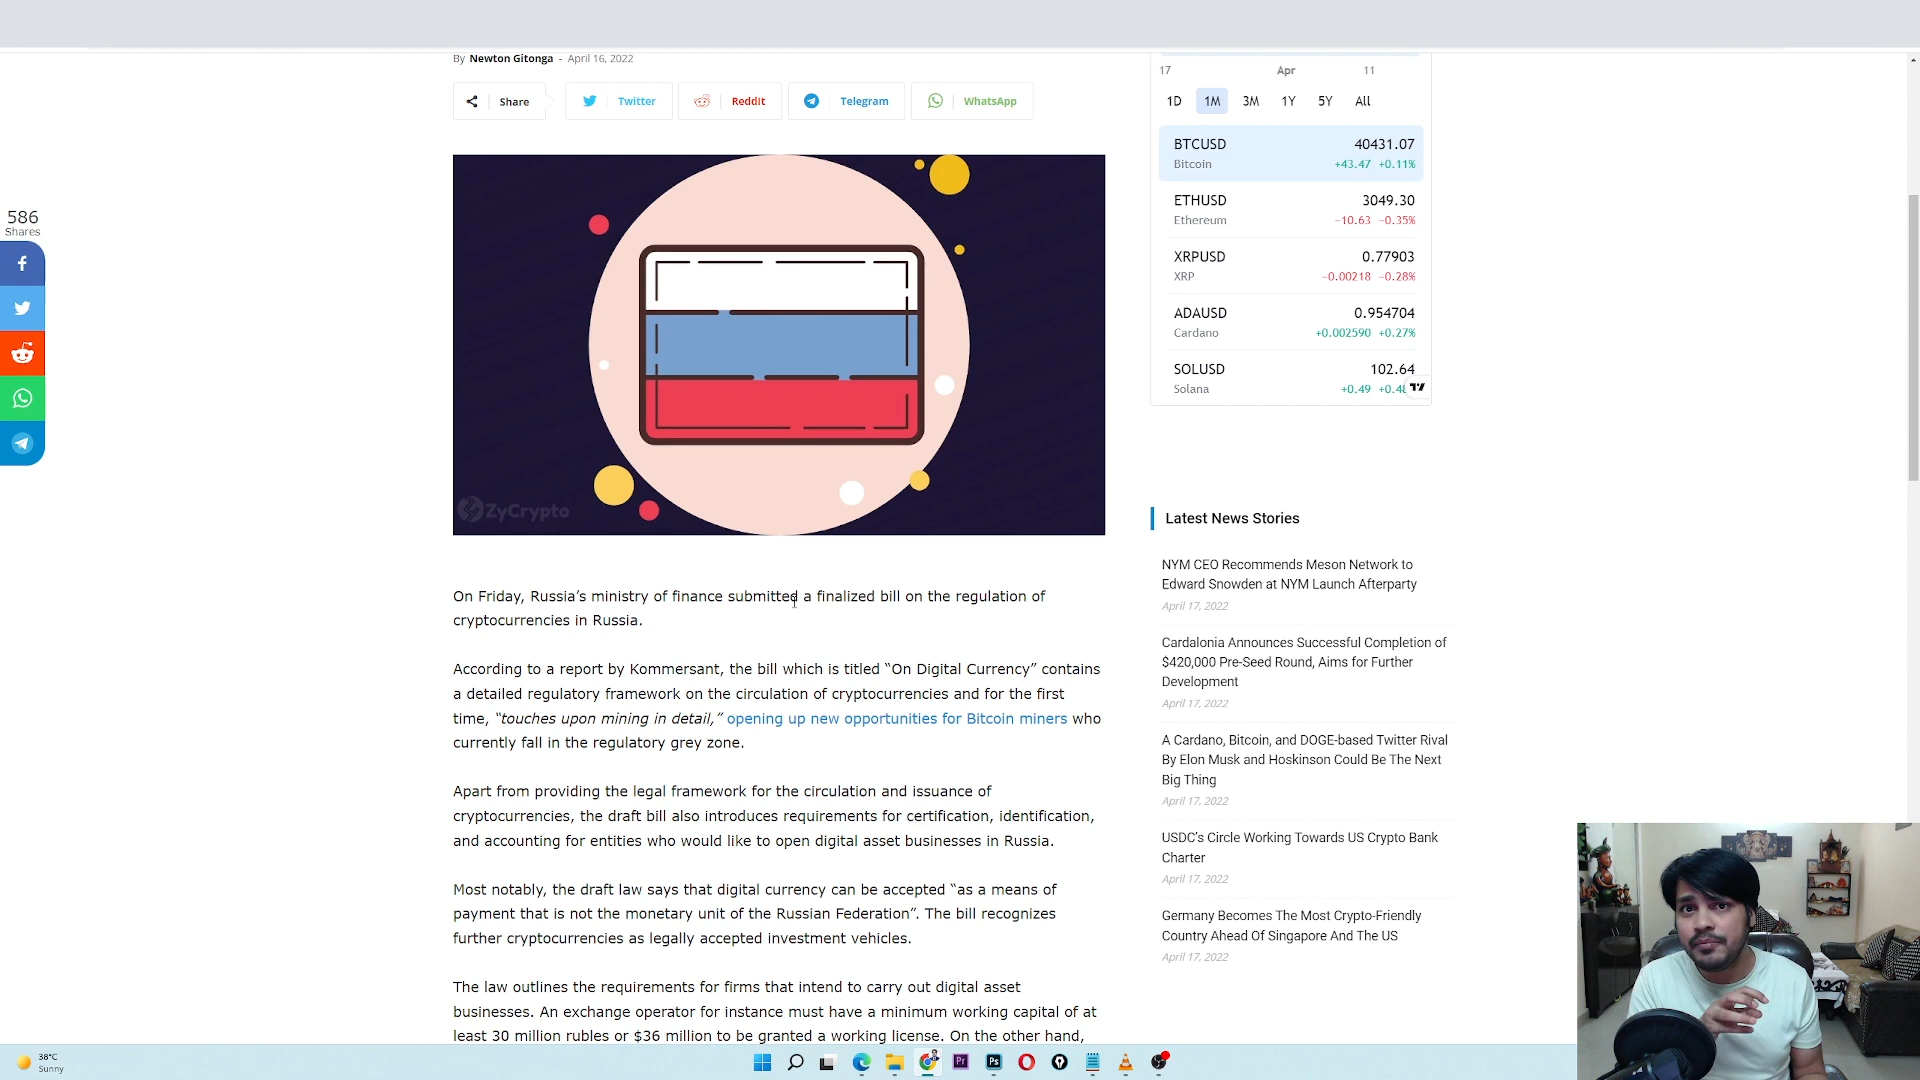 By Newton Gitonga - April 16, 2022
Share
Twitter
ReddIt
Telegram
WhatsApp
586
Shares
ZyCrypto
On Friday, Russia’s ministry of finance submitted a finalized bill on the regulation of
cryptocurrencies in Russia.
According to a report by Kommersant, the bill which is titled “On Digital Currency” contains
a detailed regulatory framework on the circulation of cryptocurrencies and for the first
time, “touches upon mining in detail,” opening up new opportunities for Bitcoin miners who
currently fall in the regulatory grey zone.
Apart from providing the legal framework for the circulation and issuance of
cryptocurrencies, the draft bill also introduces requirements for certification, identification,
and accounting for entities who would like to open digital asset businesses in Russia.
Most notably, the draft law says that digital currency can be accepted “as a means of
payment that is not the monetary unit of the Russian Federation”. The bill recognizes
further cryptocurrencies as legally accepted investment vehicles.
The law outlines the requirements for firms that intend to carry out digital asset
businesses. An exchange operator for instance must have a minimum working capital of at
least 30 million rubles or $36 million to be granted a working license. On the other hand,
17 Apr 11
1D 1M 3M 1Y 5Y All
BTCUSD 40431.07
Bitcoin +43.47 +0.11%
ETHUSD 3049.30
Ethereum −10.63 −0.35%
XRPUSD 0.77903
XRP −0.00218 −0.28%
ADAUSD 0.954704
Cardano +0.002590 +0.27%
SOLUSD 102.64
Solana +0.49
Latest News Stories
NYM CEO Recommends Meson Network to
Edward Snowden at NYM Launch Afterparty
April 17, 2022
Cardalonia Announces Successful Completion of
$420,000 Pre-Seed Round, Aims for Further
Development
April 17, 2022
A Cardano, Bitcoin, and DOGE-based Twitter Rival
By Elon Musk and Hoskinson Could Be The Next
Big Thing
April 17, 2022
USDC’s Circle Working Towards US Crypto Bank
Charter
April 17, 2022
Germany Becomes The Most Crypto-Friendly
Country Ahead Of Singapore And The US
April 17, 2022
38°C
Sunny
Pr
Ps